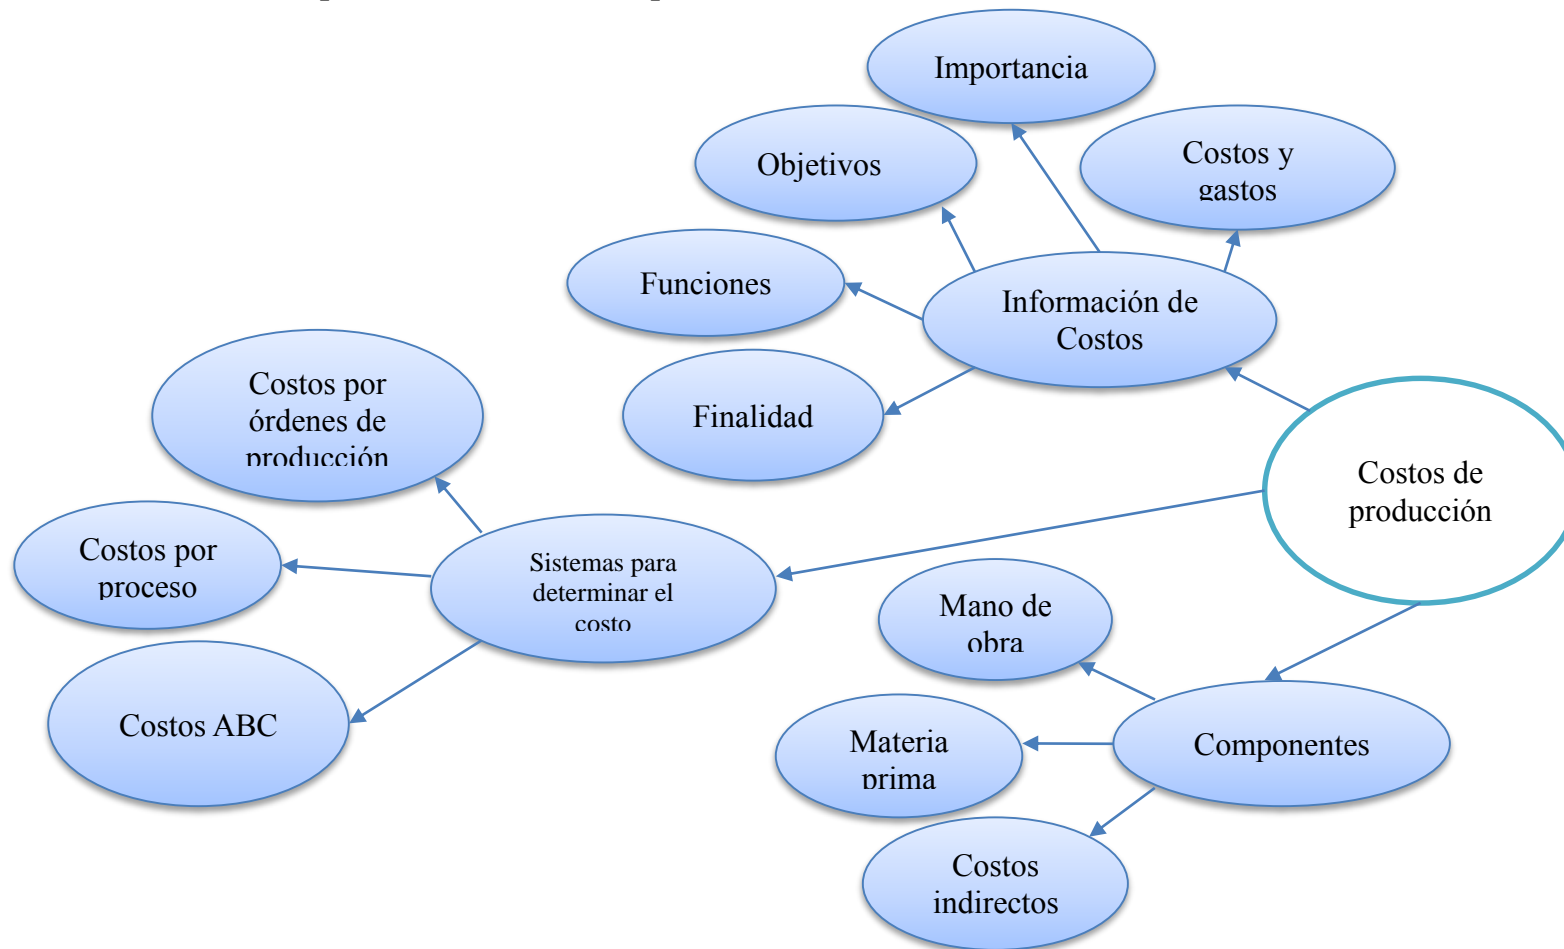 Importancia
Costos y
gastos
Objetivos
Funciones
Información de
Costos
Finalidad
Costos por
órdenes de
producción
Costos de
producción
Costos por
proceso
Sistemas para
determinar el
costo
Mano de
obra
Costos ABC
Materia
prima
Componentes
Costos
indirectos